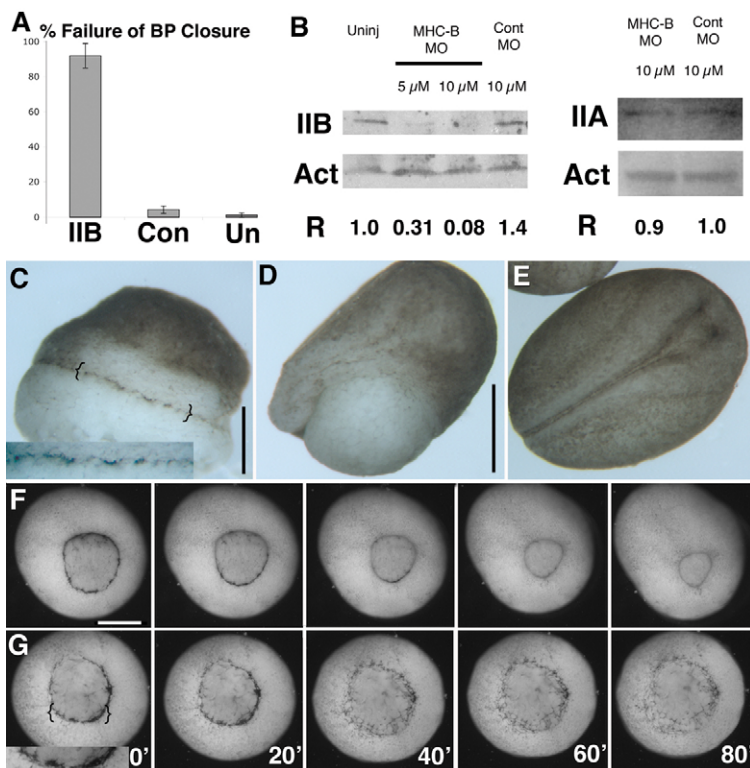 A
% Failure of BP Closure
100
80
60
40
20
0
IIB Con Un
B
Uninj MHC-B MO Cont MO
5 µM 10 µM 10 µM
IIB
Act
R 1.0 0.31 0.08 1.4
MHC-B MO Cont MO
10 µM 10 µM
IIA
Act
R 0.9 1.0
C
{ }
D
E
F
G
{ }
0’ 20’ 40’ 60’ 80’